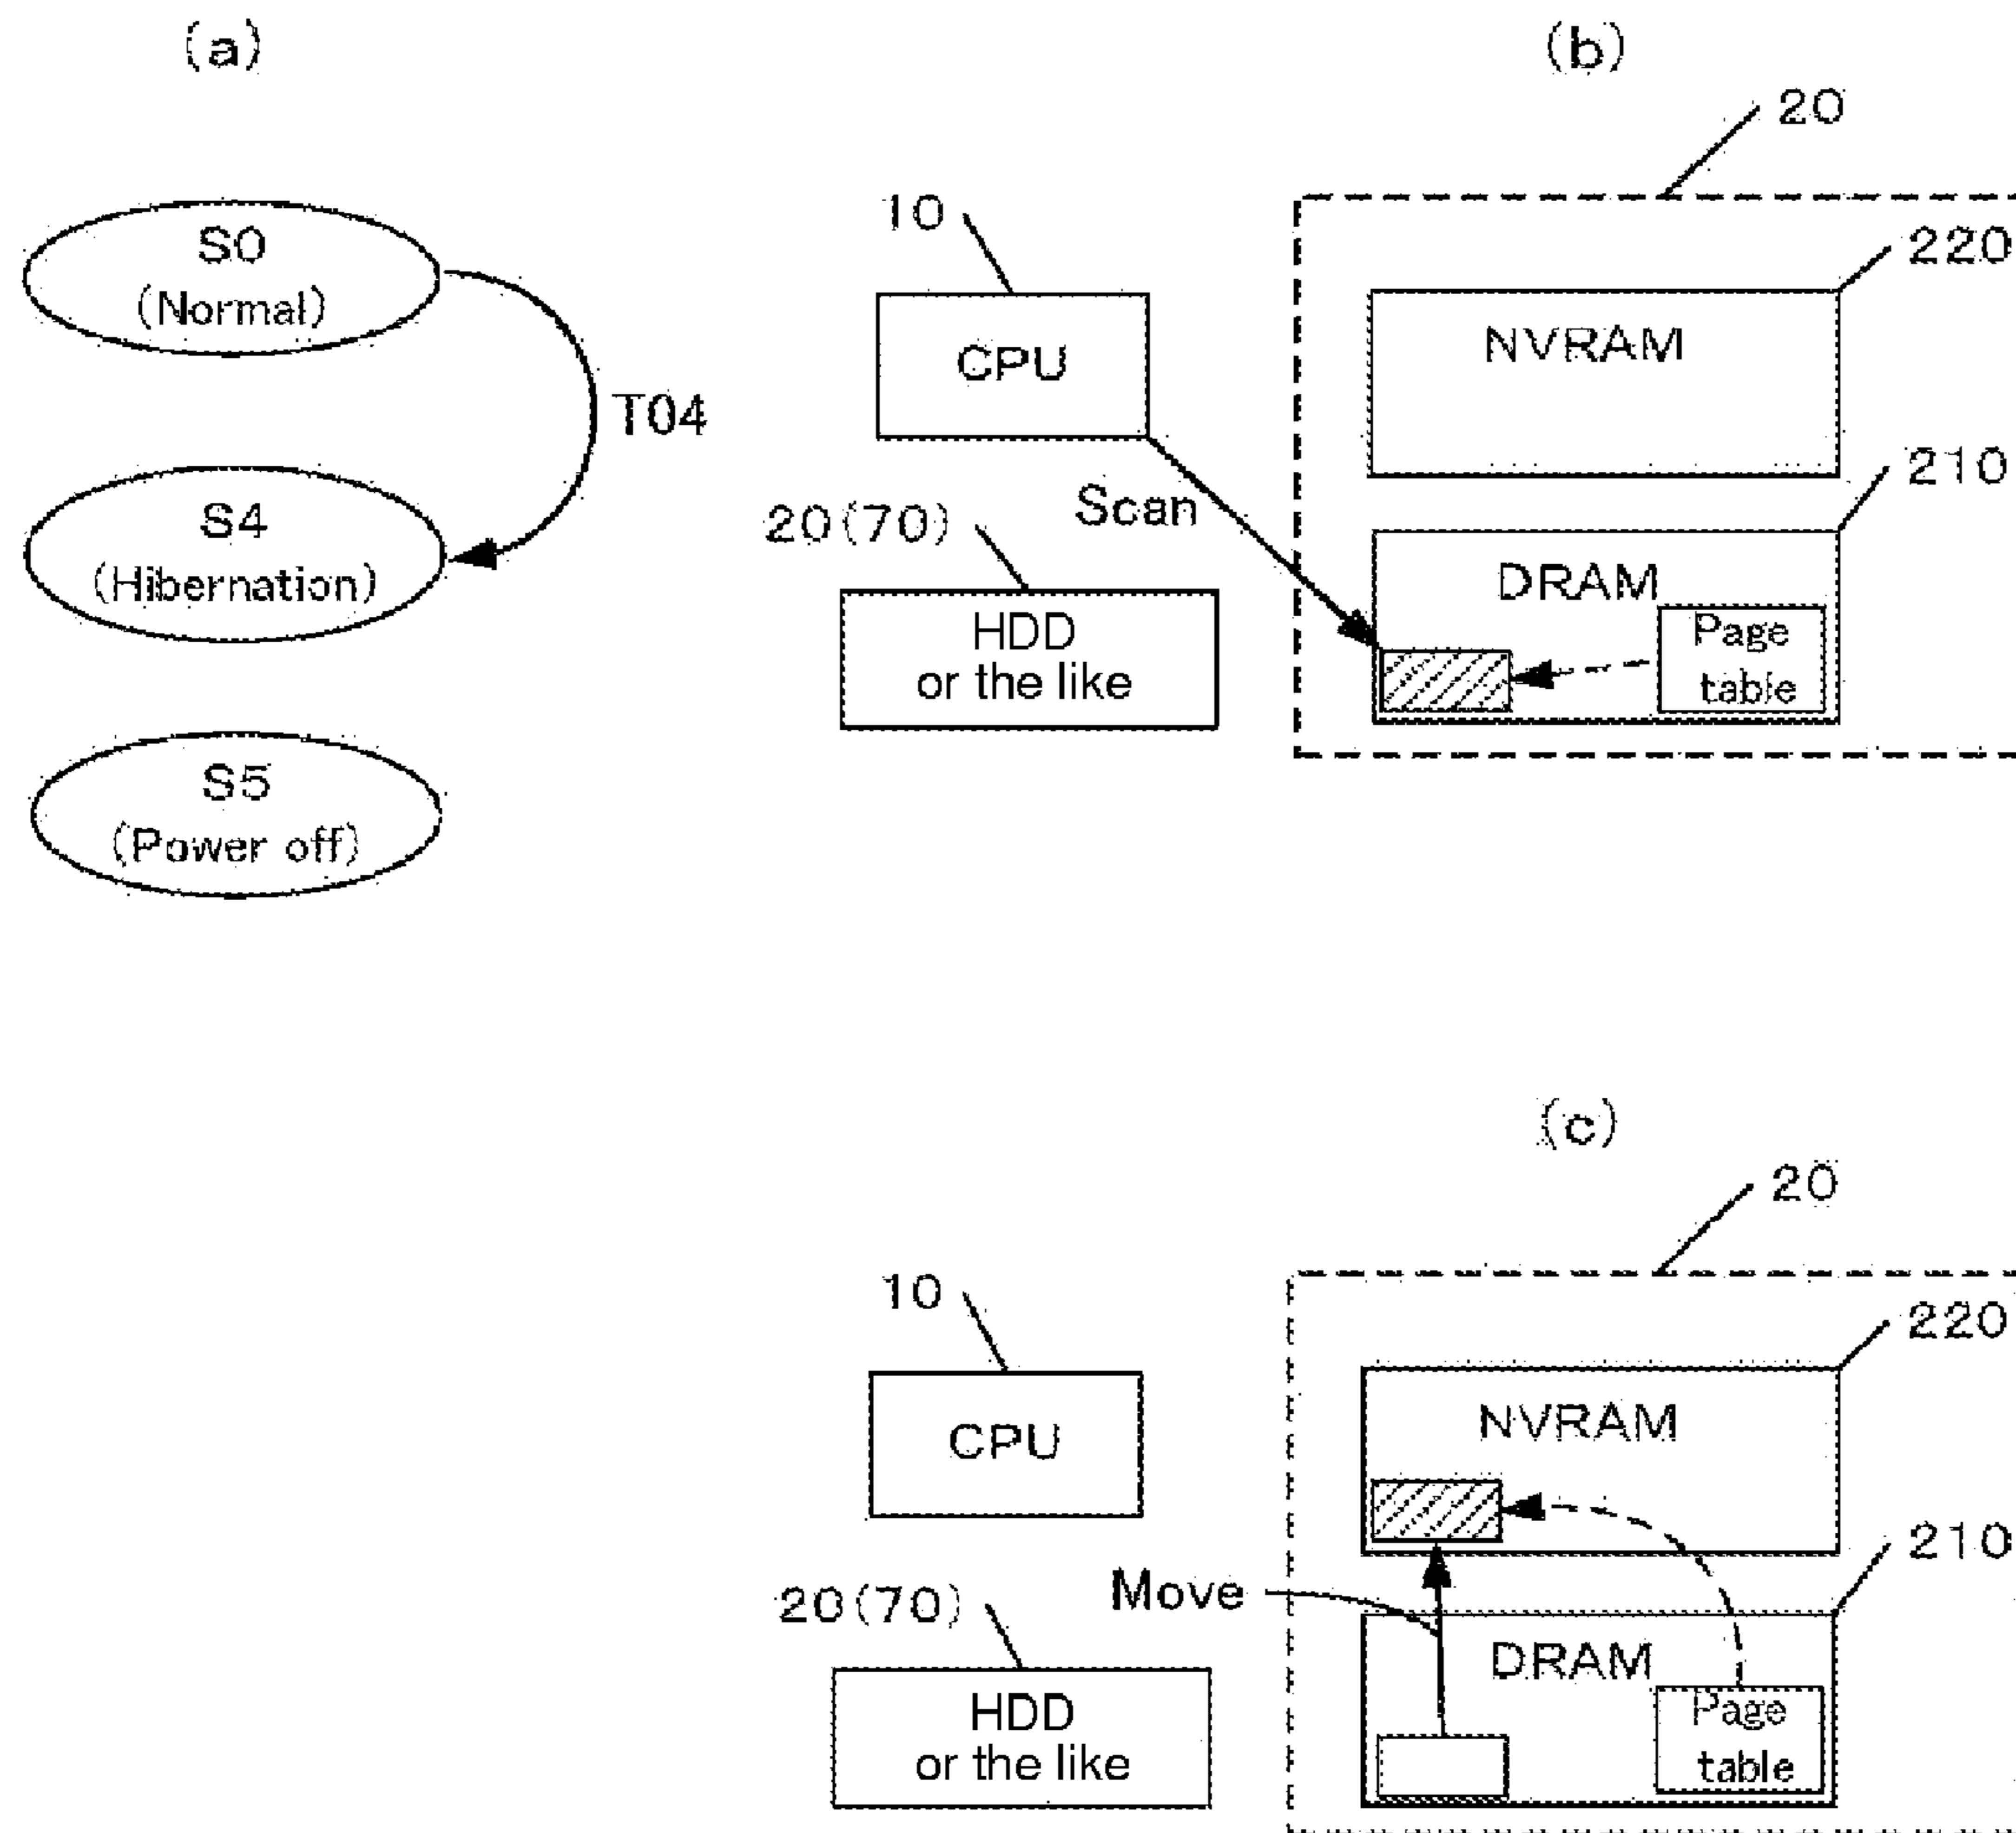 (a)
S0
(Normal)
T04
S4
(Hibernation)
S5
(Power off)
(b)
20
10
220
CPU
NVRAM
210
Scan
20(70)
DRAM
HDD
or the like
Page
table
(c)
20
10
220
CPU
NVRAM
210
Move
20(70)
DRAM
HDD
or the like
Page
table